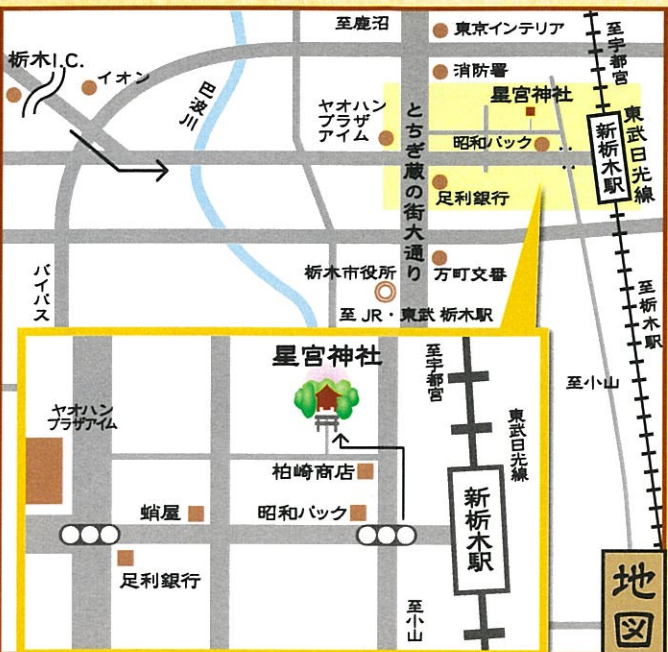 至鹿沼
東京インテリア
至宇都宮
栃木I.C.
イオン
消防署
巴波川
星宮神社
ヤオハン
プラザ
アイム
昭和パック
東武日光線
新栃木駅
とちぎ蔵の街大通り
足利銀行
バイパス
栃木市役所
万町交番
至栃木駅
至JR・東武 栃木駅
至小山
星宮神社
至宇都宮
ヤオハン
プラザアイム
東武日光線
柏崎商店
蛸屋
昭和パック
新栃木駅
足利銀行
至小山
地図